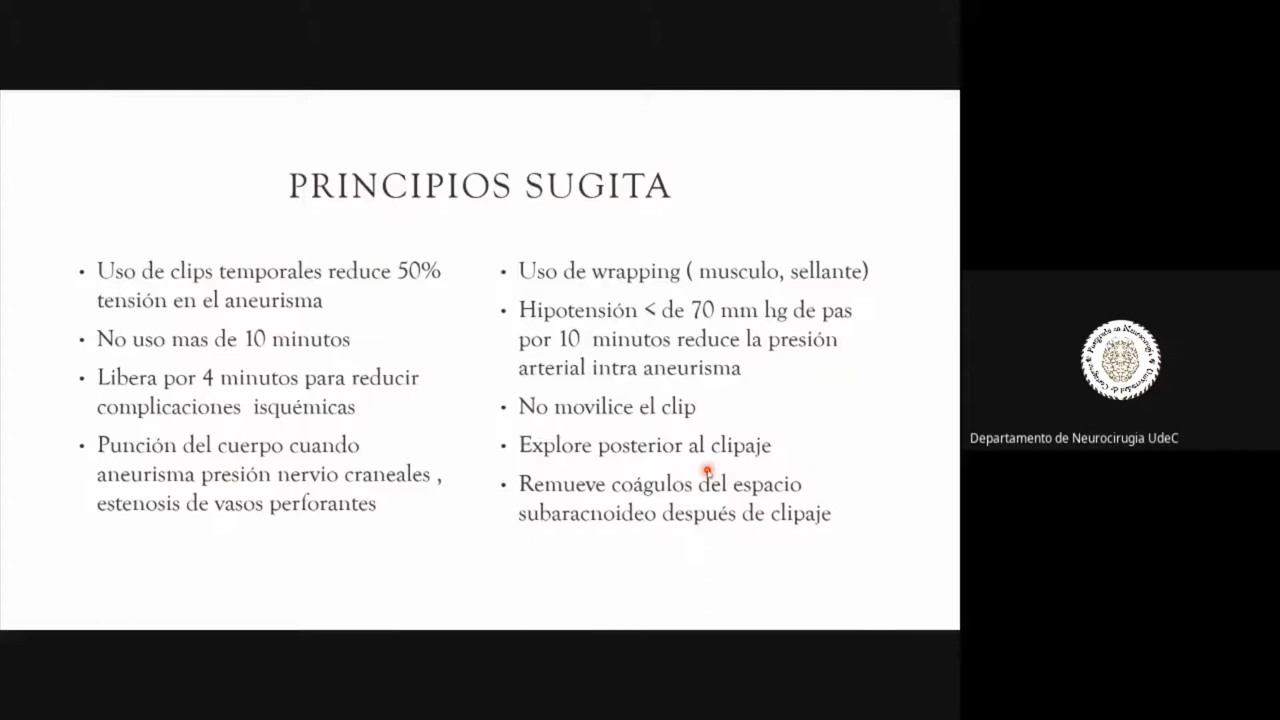 PRINCIPIOS SUGITA
• Uso de clips temporales reduce 50%
tensión en el aneurisma
• No uso mas de 10 minutos
• Libera por 4 minutos para reducir
complicaciones isquémicas
• Punción del cuerpo cuando
aneurisma presión nervio craneales ,
estenosis de vasos perforantes
• Uso de wrapping ( musculo, sellante)
• Hipotensión < de 70 mm hg de pas
por 10 minutos reduce la presión
arterial intra aneurisma
• No movilice el clip
• Explore posterior al clipaje
• Remueve coágulos del espacio
subaracnoideo después de clipaje
Departamento de Neurocirugia UdeC